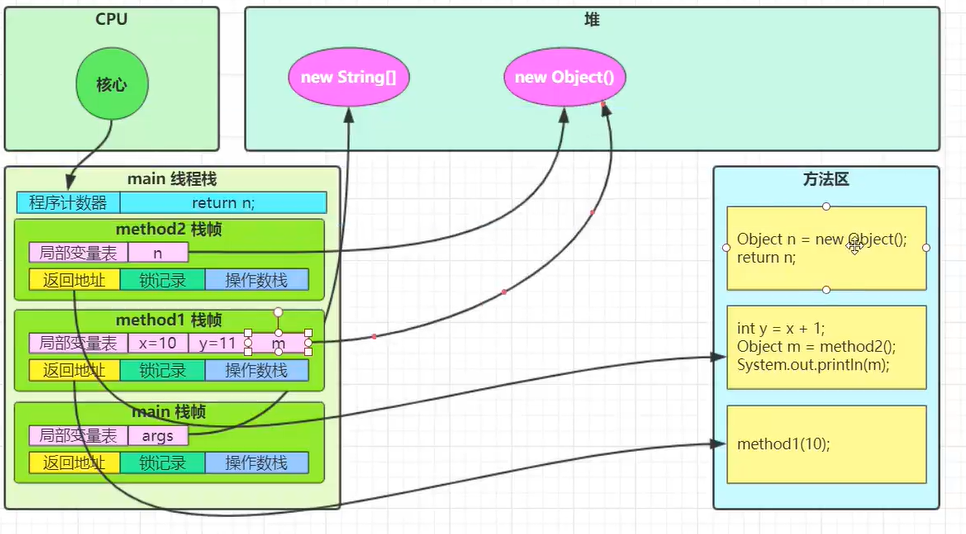 CPU
核心
堆
new String[]
new Object()
main 线程栈
程序计数器 return n;
method2 栈帧
局部变量表 n
返回地址 锁记录 操作数栈
method1 栈帧
局部变量表 x=10 y=11 m
返回地址 锁记录 操作数栈
main 栈帧
局部变量表 args
返回地址 锁记录 操作数栈
方法区
Object n = new Object();
return n;
int y = x + 1;
Object m = method2();
System.out.println(m);
method1(10);